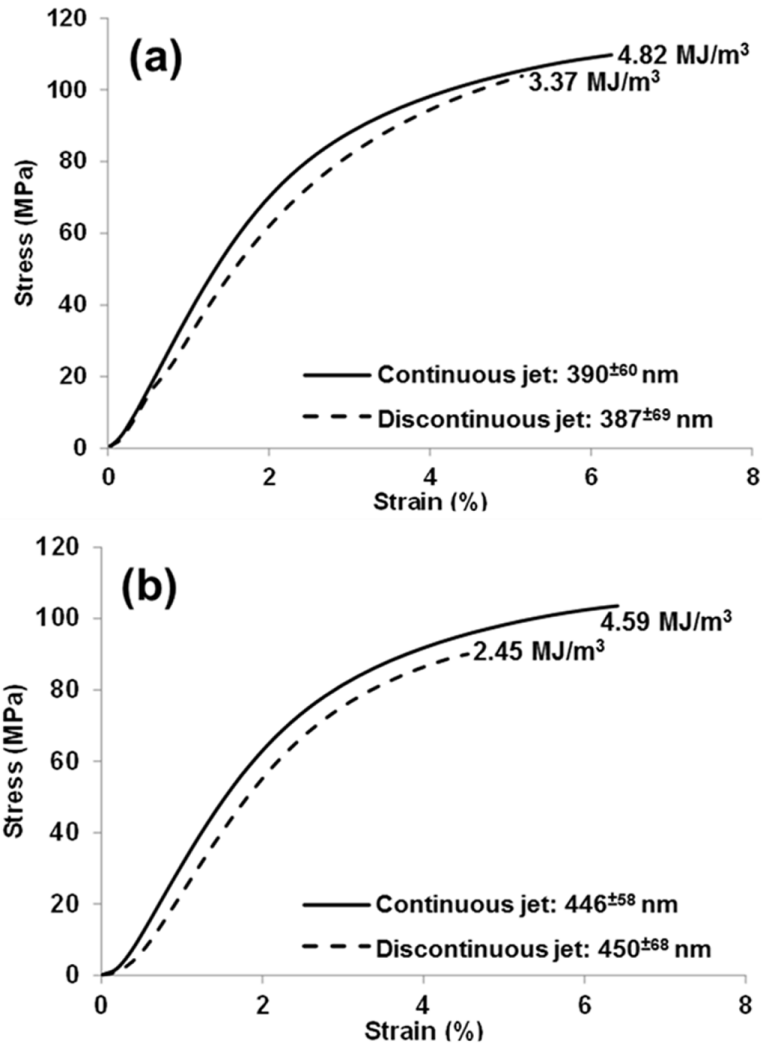 120
(a)
4.82 MJ/m³
100
3.37 MJ/m³
80
60
Stress (MPa)
40
Continuous jet: 390±60 nm
20
Discontinuous jet: 387±69 nm
0
0 2 4 6 8
Strain (%)
120
(b)
100
4.59 MJ/m³
2.45 MJ/m³
80
60
Stress (MPa)
40
20
Continuous jet: 446±58 nm
Discontinuous jet: 450±68 nm
0
0 2 4 6 8
Strain (%)